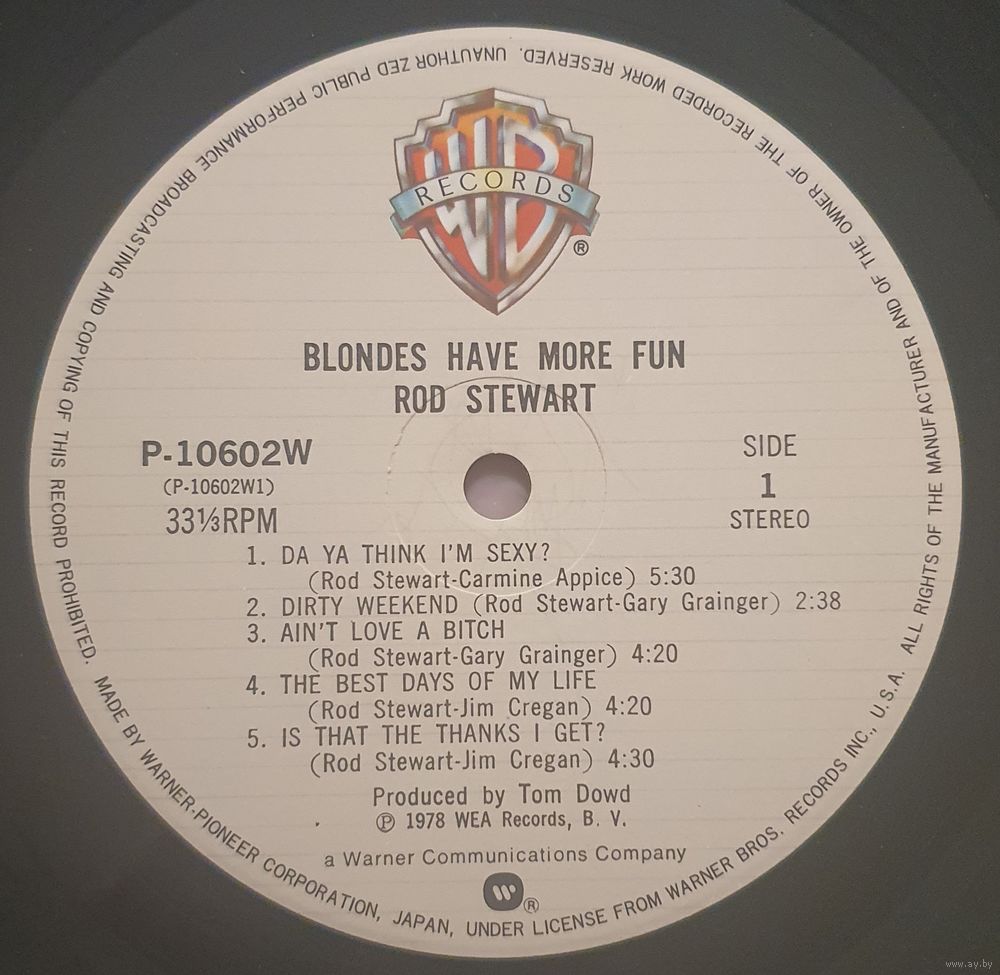 WB
RECORDS
®
BLONDES HAVE MORE FUN
ROD STEWART
P-10602W
(P-10602W1)
33⅓RPM
SIDE
1
STEREO
1. DA YA THINK I'M SEXY?
(Rod Stewart-Carmine Appice) 5:30
2. DIRTY WEEKEND (Rod Stewart-Gary Grainger) 2:38
3. AIN'T LOVE A BITCH
(Rod Stewart-Gary Grainger) 4:20
4. THE BEST DAYS OF MY LIFE
(Rod Stewart-Jim Cregan) 4:20
5. IS THAT THE THANKS I GET?
(Rod Stewart-Jim Cregan) 4:30
Produced by Tom Dowd
℗ 1978 WEA Records, B. V.
a Warner Communications Company
®
MADE BY WARNER-PIONEER CORPORATION, JAPAN, UNDER LICENSE FROM WARNER BROS. RECORDS INC., U.S.A. ALL RIGHTS OF THE MANUFACTURER AND OF THE OWNER OF THE RECORDED WORK RESERVED. UNAUTHOR ZED PUBLIC PERFORMANCE BROADCASTING AND COPYING OF THIS RECORD PROHIBITED.
www.ay.by